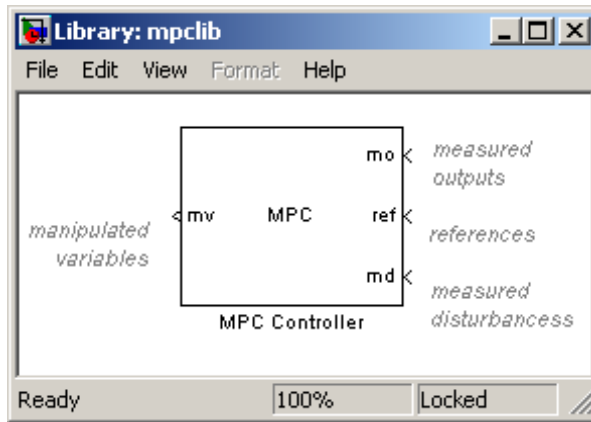 Library: mpclib
File Edit View Format Help
mo
measured
outputs
manipulated
variables
mv
MPC
ref
references
md
measured
disturbancess
MPC Controller
Ready
100%
Locked